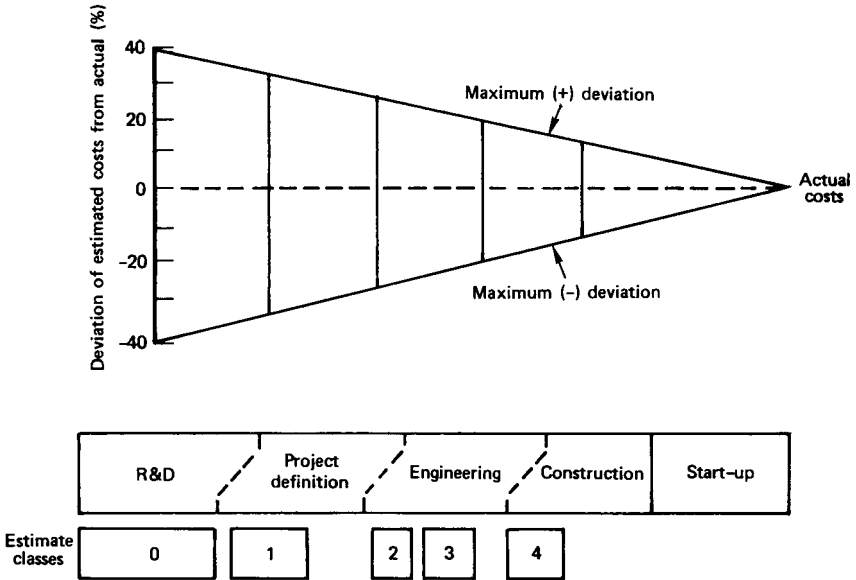 Deviation of estimated costs from actual (%)
40
20
0
-20
-40
Maximum (+) deviation
Actual
costs
Maximum (-) deviation
R&D
Project
definition
Engineering
Construction
Start-up
Estimate
classes
0
1
2
3
4